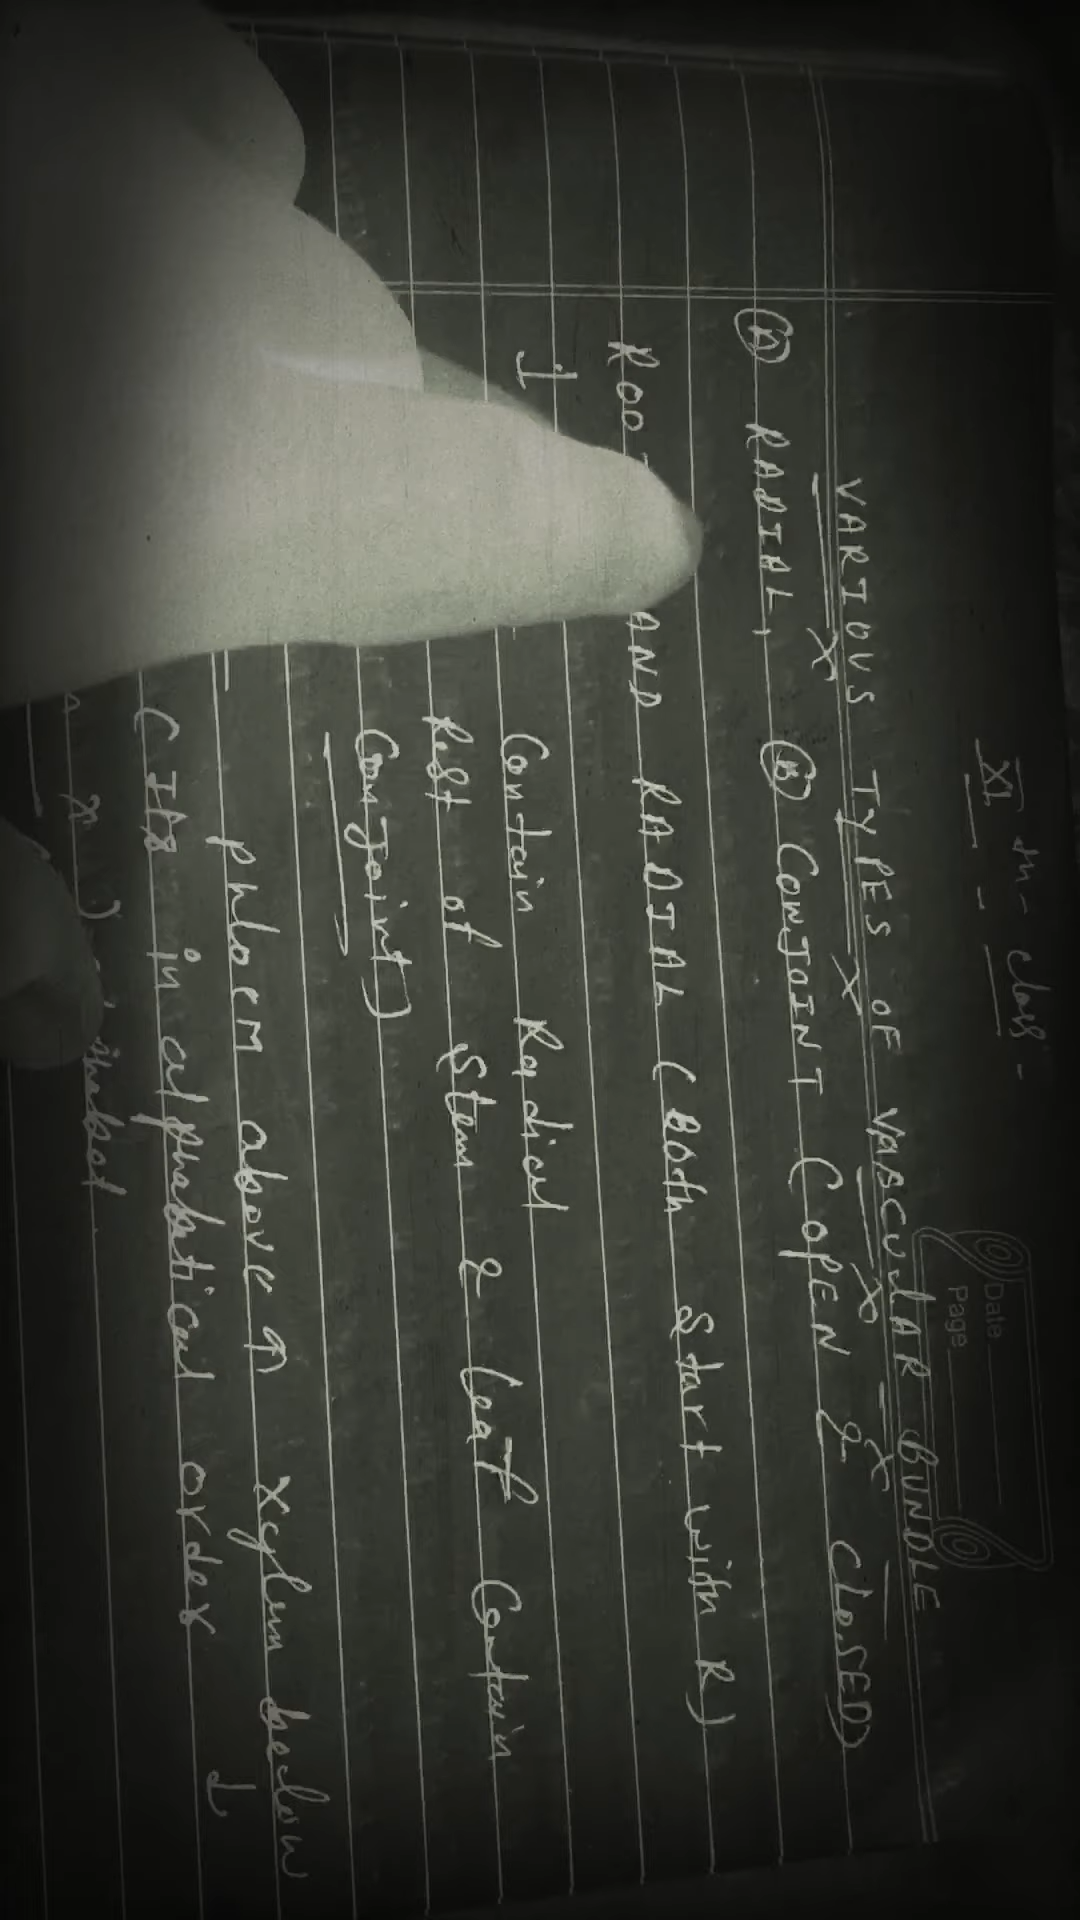 XI - th - class -
Date
Page
VARIOUS TYPES OF VASCULAR BUNDLE
(A) RADIAL, (B) CONJOINT (OPEN & CLOSED)
Roo AND RADIAL (Both Start with R)
Contain Radial
Rest of Stem & Leaf Contain
ConJoint)
phloem above ↑ xylem below ↓
(Its in alphabetical order